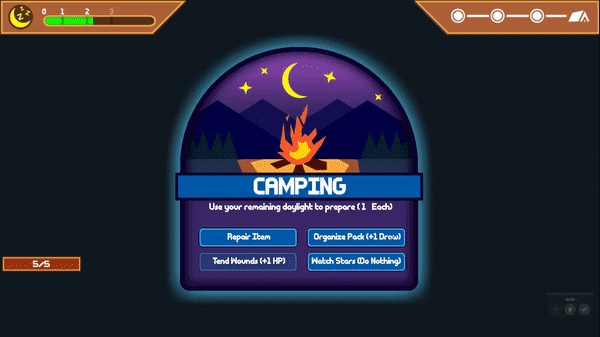 0 1 2 3
CAMPING
Use your remaining daylight to prepare (1 Each)
Repair Item
Organize Pack (+1 Draw)
Tend Wounds (+1 HP)
Watch Stars (Do Nothing)
5/5